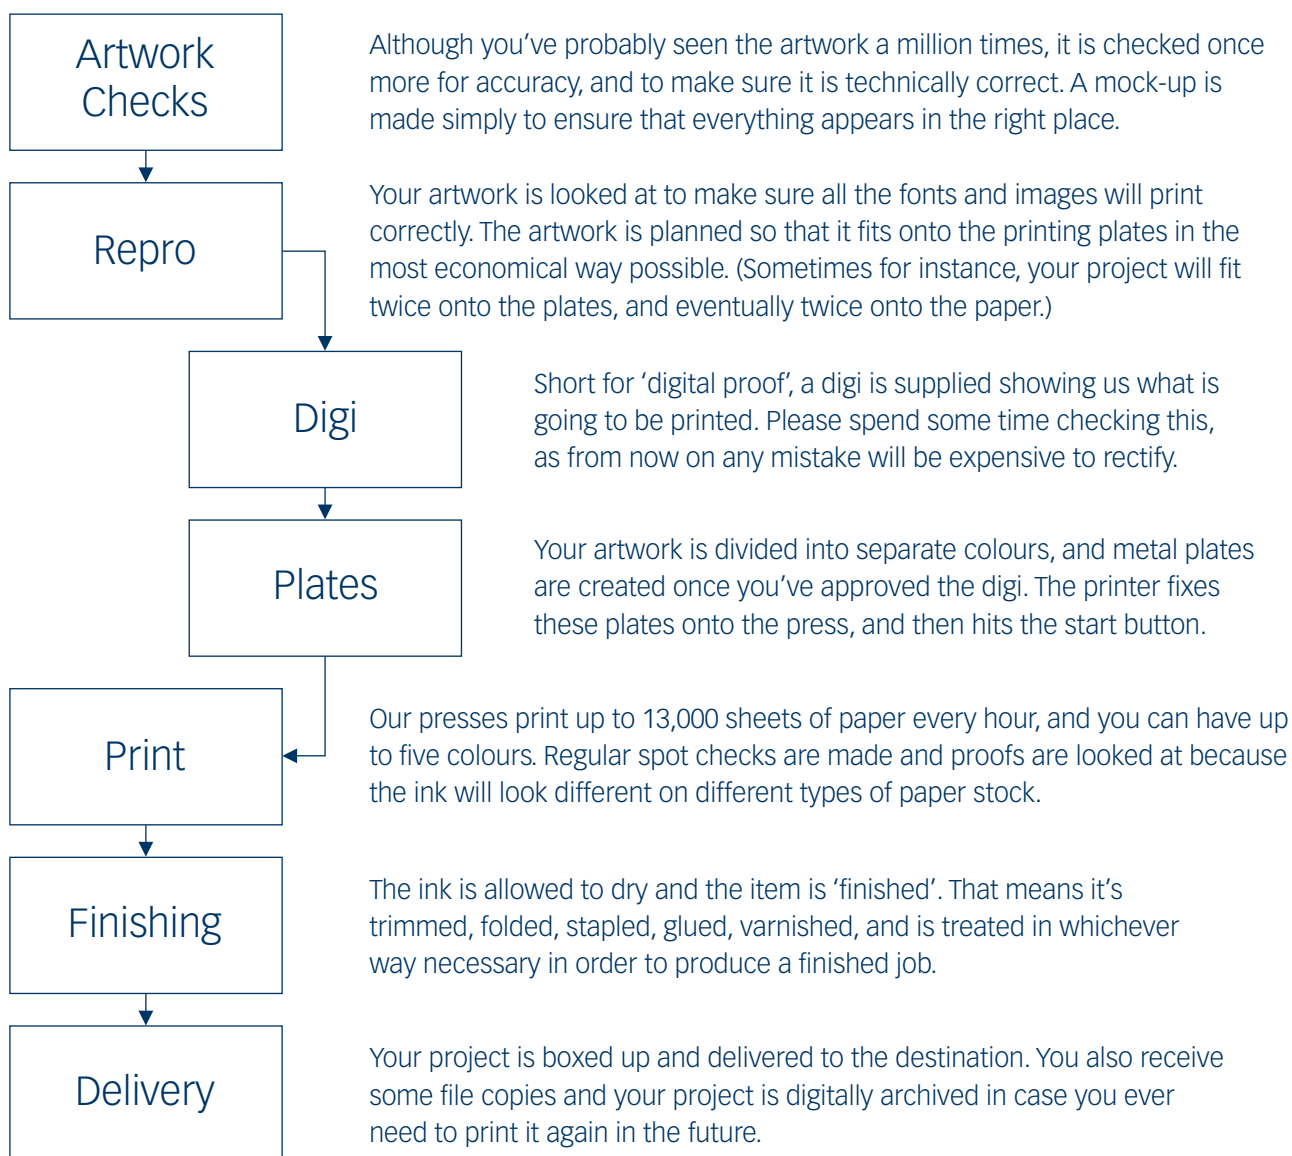 Artwork
Checks
Although you’ve probably seen the artwork a million times, it is checked once
more for accuracy, and to make sure it is technically correct. A mock-up is
made simply to ensure that everything appears in the right place.
Repro
Your artwork is looked at to make sure all the fonts and images will print
correctly. The artwork is planned so that it fits onto the printing plates in the
most economical way possible. (Sometimes for instance, your project will fit
twice onto the plates, and eventually twice onto the paper.)
Digi
Short for ‘digital proof’, a digi is supplied showing us what is
going to be printed. Please spend some time checking this,
as from now on any mistake will be expensive to rectify.
Plates
Your artwork is divided into separate colours, and metal plates
are created once you’ve approved the digi. The printer fixes
these plates onto the press, and then hits the start button.
Print
Our presses print up to 13,000 sheets of paper every hour, and you can have up
to five colours. Regular spot checks are made and proofs are looked at because
the ink will look different on different types of paper stock.
Finishing
The ink is allowed to dry and the item is ‘finished’. That means it’s
trimmed, folded, stapled, glued, varnished, and is treated in whichever
way necessary in order to produce a finished job.
Delivery
Your project is boxed up and delivered to the destination. You also receive
some file copies and your project is digitally archived in case you ever
need to print it again in the future.